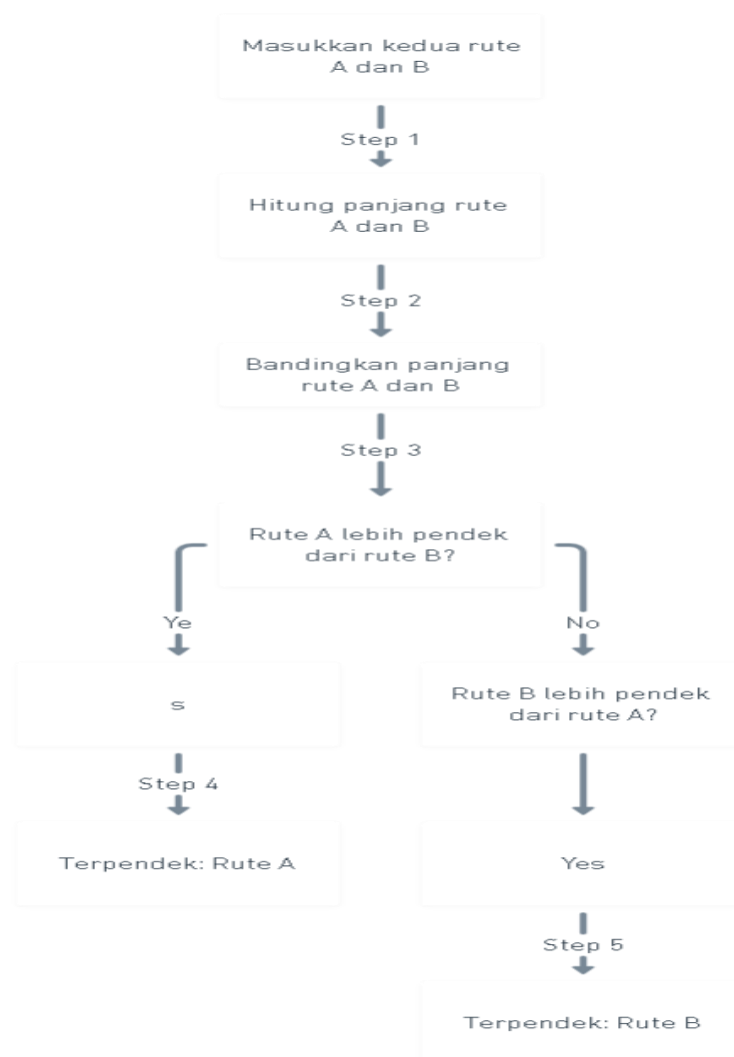 Masukkan kedua rute
A dan B
Step 1
Hitung panjang rute
A dan B
Step 2
Bandingkan panjang
rute A dan B
Step 3
Rute A lebih pendek
dari rute B?
Ye
No
s
Rute B lebih pendek
dari rute A?
Step 4
Terpendek: Rute A
Yes
Step 5
Terpendek: Rute B